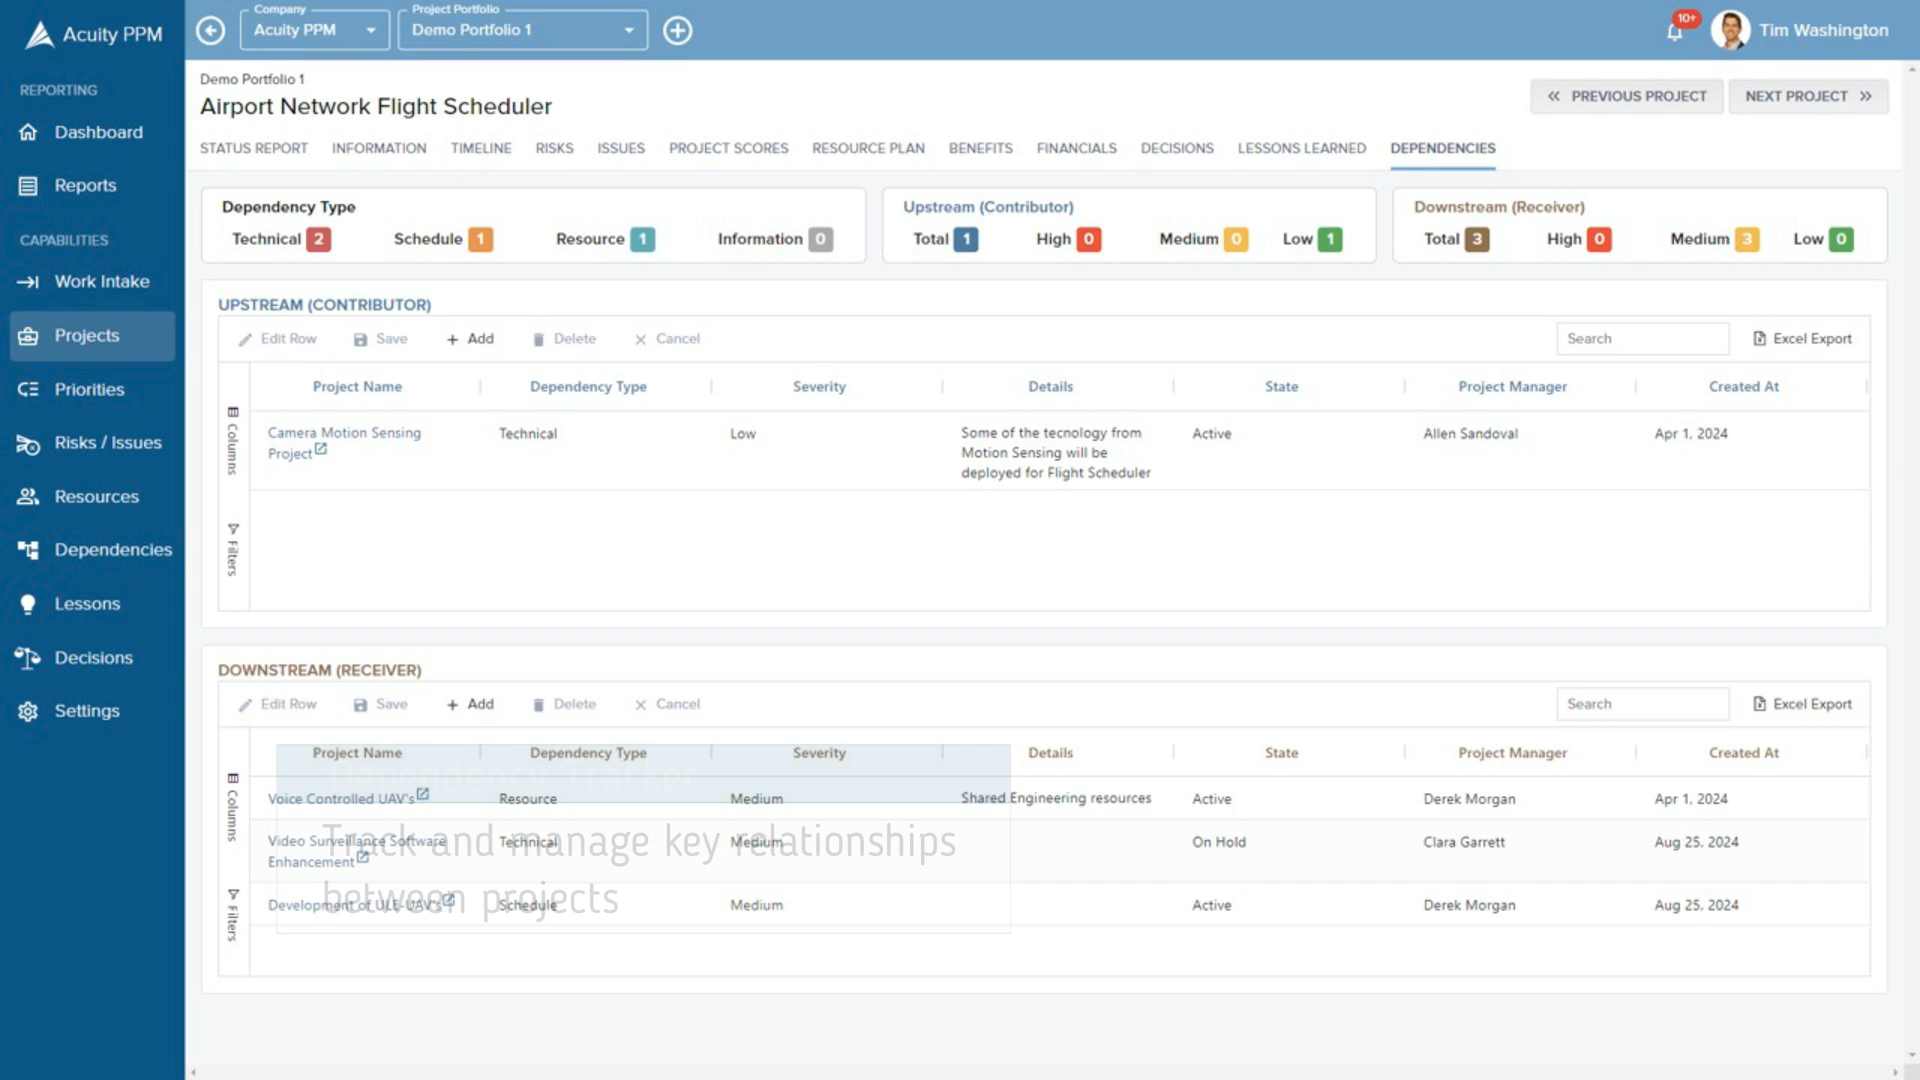 Acuity PPM
Company
Acuity PPM
Project Portfolio
Demo Portfolio 1
10+
Tim Washington
REPORTING
Dashboard
Reports
CAPABILITIES
Work Intake
Projects
Priorities
Risks / Issues
Resources
Dependencies
Lessons
Decisions
Settings
Demo Portfolio 1
Airport Network Flight Scheduler
PREVIOUS PROJECT
NEXT PROJECT
STATUS REPORT INFORMATION TIMELINE RISKS ISSUES PROJECT SCORES RESOURCE PLAN BENEFITS FINANCIALS DECISIONS LESSONS LEARNED DEPENDENCIES
Dependency Type
Technical 2 Schedule 1 Resource 1 Information 0
Upstream (Contributor)
Total 1 High 0 Medium 0 Low 1
Downstream (Receiver)
Total 3 High 0 Medium 3 Low 0
UPSTREAM (CONTRIBUTOR)
Edit Row Save + Add Delete Cancel Search Excel Export
Columns
Filters
Project Name Dependency Type Severity Details State Project Manager Created At
Camera Motion Sensing Technical Low Some of the tecnology from Active Allen Sandoval Apr 1, 2024
Project Motion Sensing will be
deployed for Flight Scheduler
DOWNSTREAM (RECEIVER)
Edit Row Save + Add Delete Cancel Search Excel Export
Columns
Filters
Project Name Dependency Type Severity Details State Project Manager Created At
Dependency Tracker
Voice Controlled UAV's Resource Medium Shared Engineering resources Active Derek Morgan Apr 1, 2024
Video Surveillance Software Technical Medium On Hold Clara Garrett Aug 25, 2024
Enhancement
Track and manage key relationships
between projects
Development of ULE-UAV's Schedule Medium Active Derek Morgan Aug 25, 2024